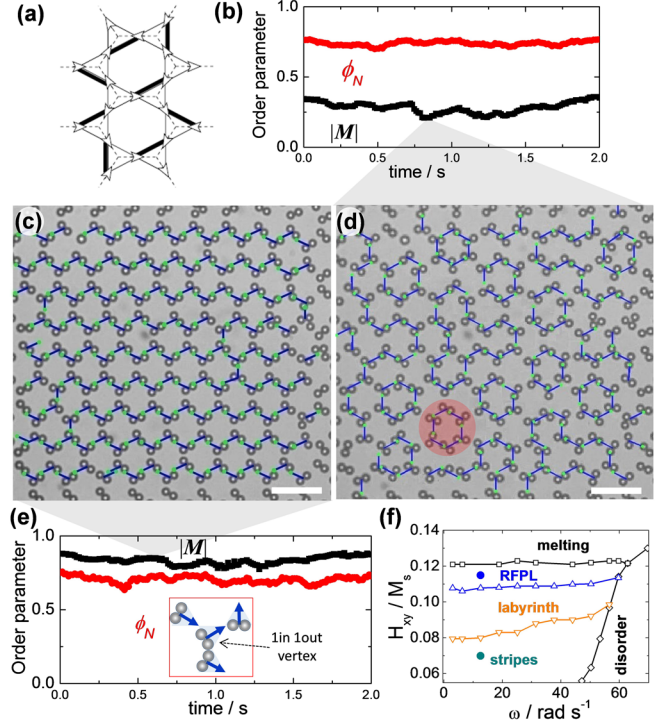 (a)
(b)
Order parameter
1.0
0.5
0.0
ϕN
|M|
0.0 0.5 1.0 1.5 2.0
time / s
(c)
(d)
(e)
Order parameter
1.0
0.5
0.0
|M|
ϕN
1in 1out
vertex
0.0 0.5 1.0 1.5 2.0
time / s
(f)
Hxy / Ms
0.14
0.12
0.10
0.08
0.06
melting
RFPL
labyrinth
stripes
disorder
0 20 40 60
ω / rad s⁻¹